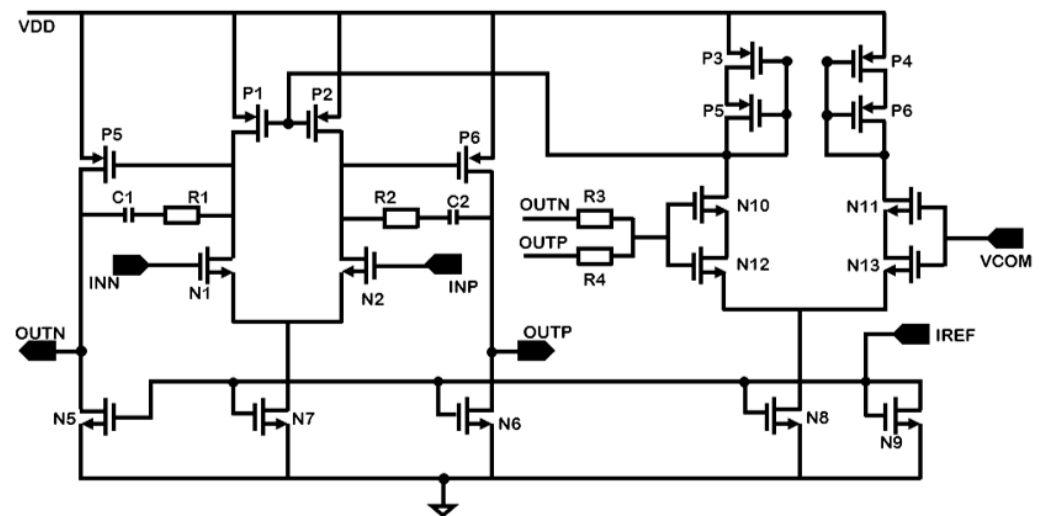 VDD
P3
P4
P1
P2
P5
P6
P5
P6
C1
R1
R2
C2
OUTN
R3
N10
N11
OUTP
R4
N12
N13
VCOM
INN
N1
N2
INP
OUTN
OUTP
IREF
N5
N7
N6
N8
N9